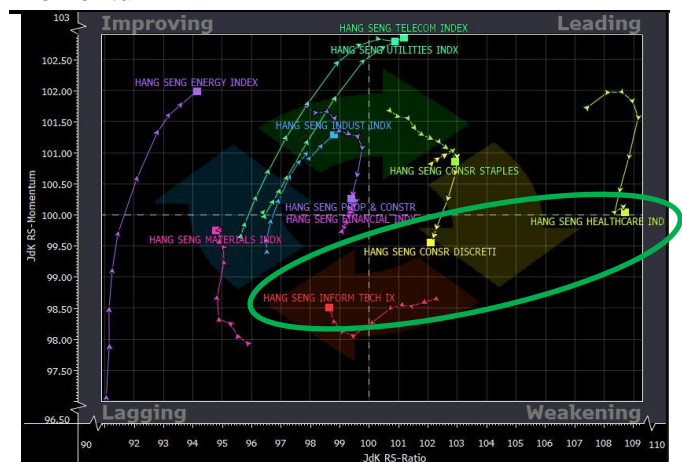 103
Improving
Leading
HANG SENG TELECOM INDEX
HANG SENG UTILITIES INDX
102.50
HANG SENG ENERGY INDEX
102.00
101.50
HANG SENG INDUST INDX
101.00
HANG SENG CONSR STAPLES
100.50
HANG SENG PROP & CONSTR
HANG SENG FINANCIAL INDX
HANG SENG HEALTHCARE IND
100.00
HANG SENG MATERIALS INDX
99.50
HANG SENG CONSR DISCRETI
99.00
HANG SENG INFORM TECH IX
98.50
98.00
97.50
JdK RS-Momentum
96.50
Lagging
Weakening
90 92 93 94 95 96 97 98 99 100 101 102 103 104 105 106 107 108 109 110
JdK RS-Ratio